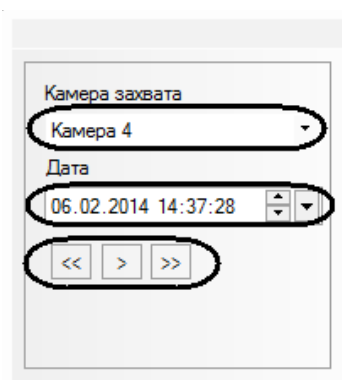 Камера захвата
Камера 4
Дата
06.02.2014 14:37:28
<< > >>